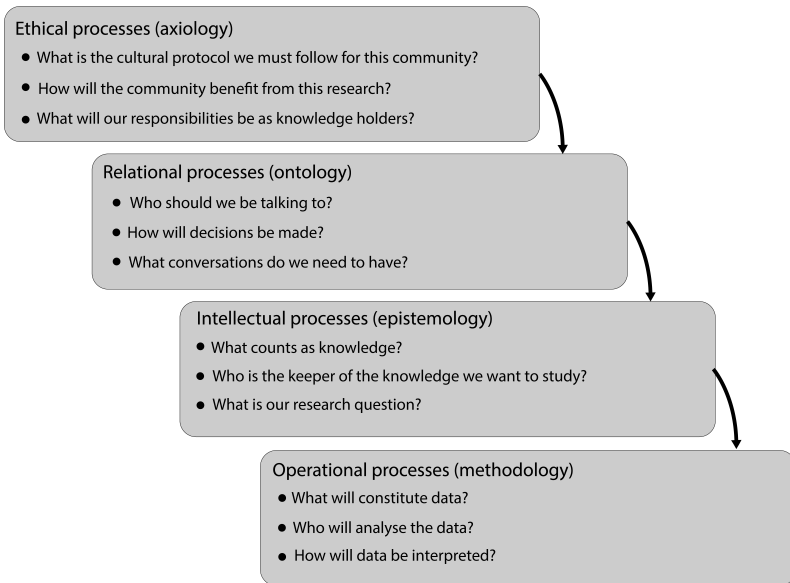 Ethical processes (axiology)
● What is the cultural protocol we must follow for this community?
● How will the community benefit from this research?
● What will our responsibilities be as knowledge holders?
Relational processes (ontology)
● Who should we be talking to?
● How will decisions be made?
● What conversations do we need to have?
Intellectual processes (epistemology)
● What counts as knowledge?
● Who is the keeper of the knowledge we want to study?
● What is our research question?
Operational processes (methodology)
● What will constitute data?
● Who will analyse the data?
● How will data be interpreted?